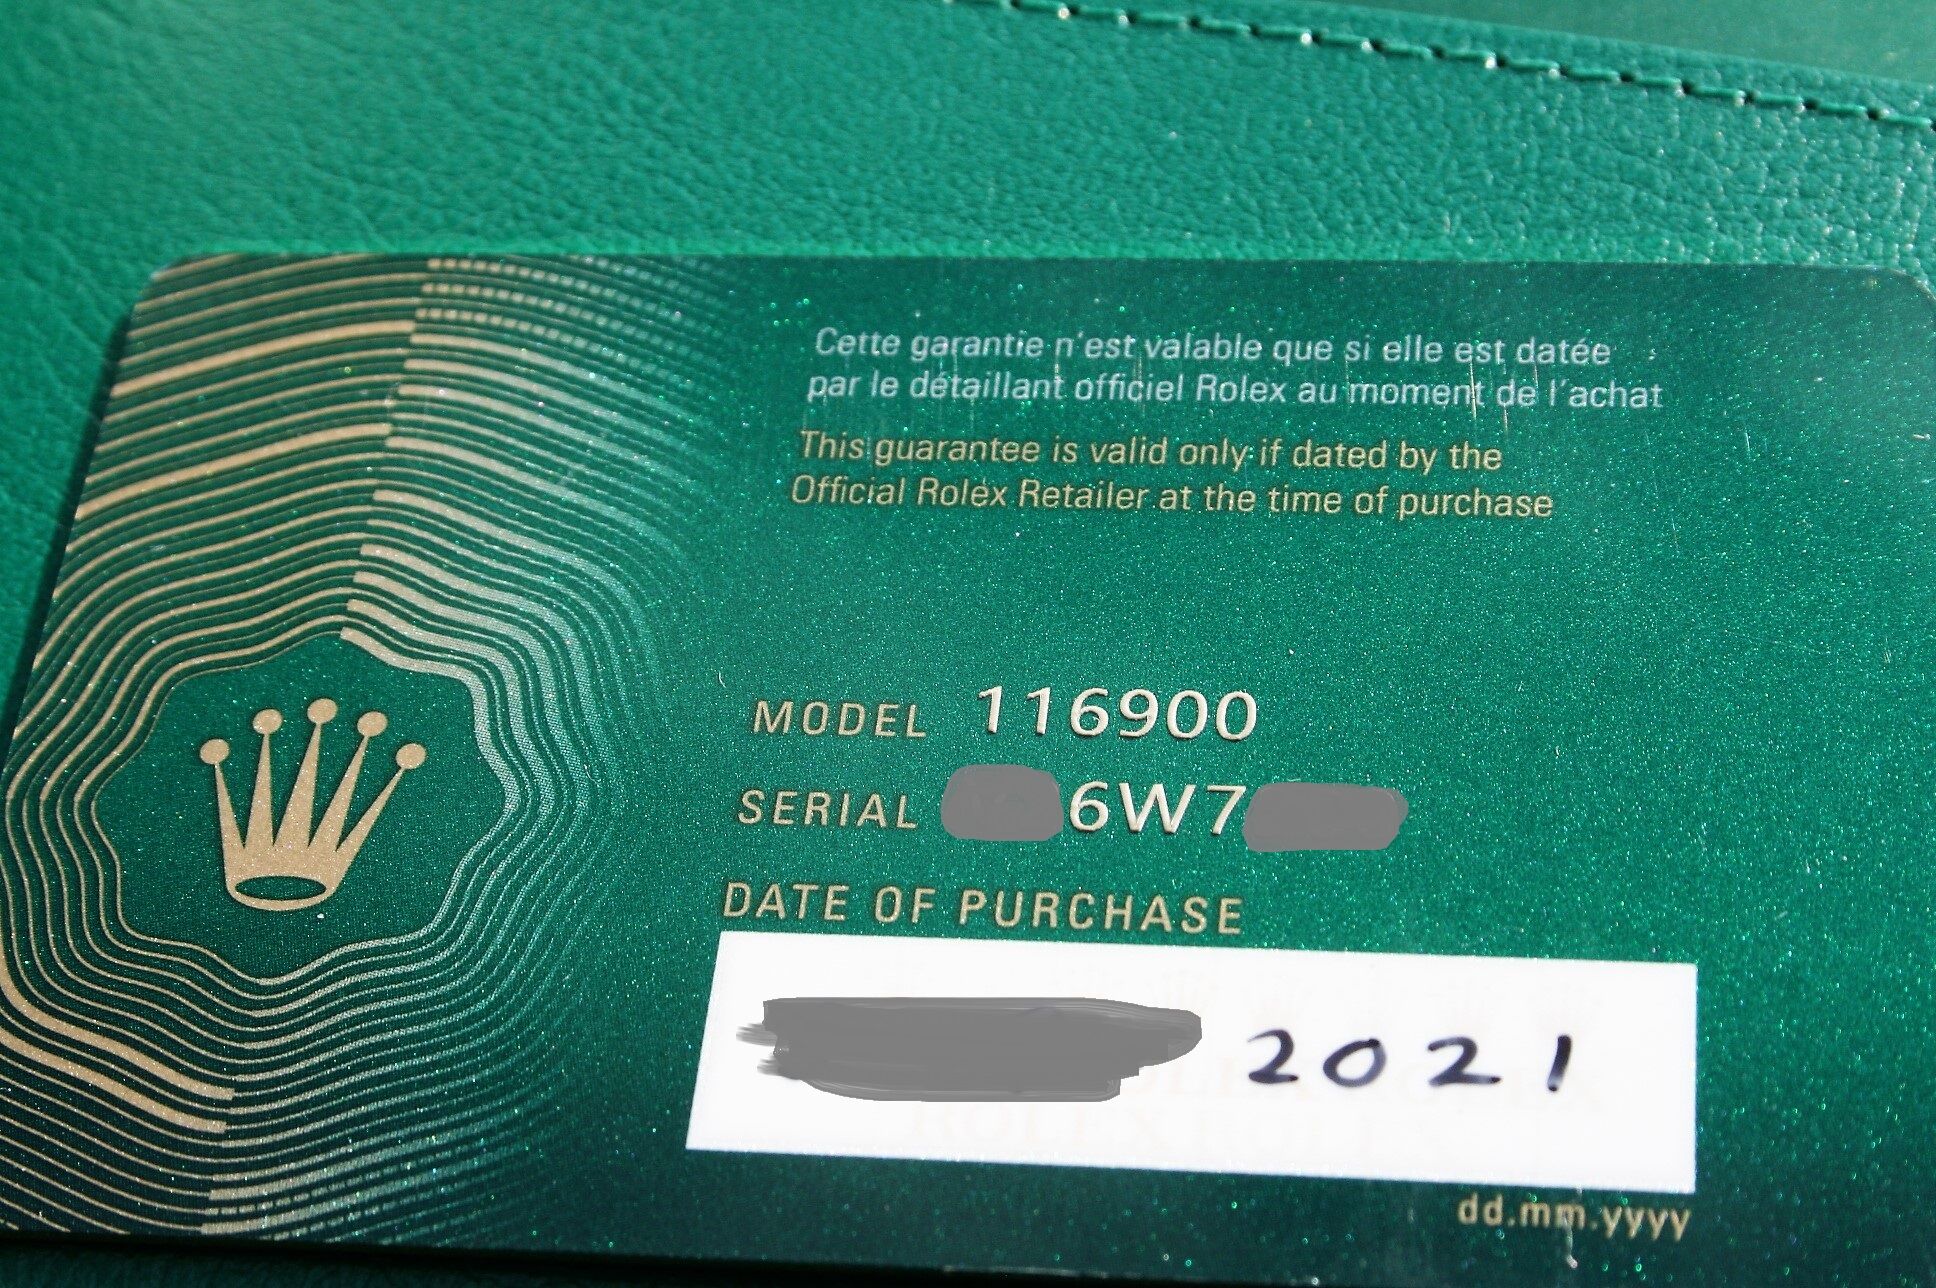 Cette garantie n'est valable que si elle est datée
par le détaillant officiel Rolex au moment de l'achat
This guarantee is valid only if dated by the
Official Rolex Retailer at the time of purchase
MODEL 116900
SERIAL 6W7
DATE OF PURCHASE
2021
dd.mm.yyyy